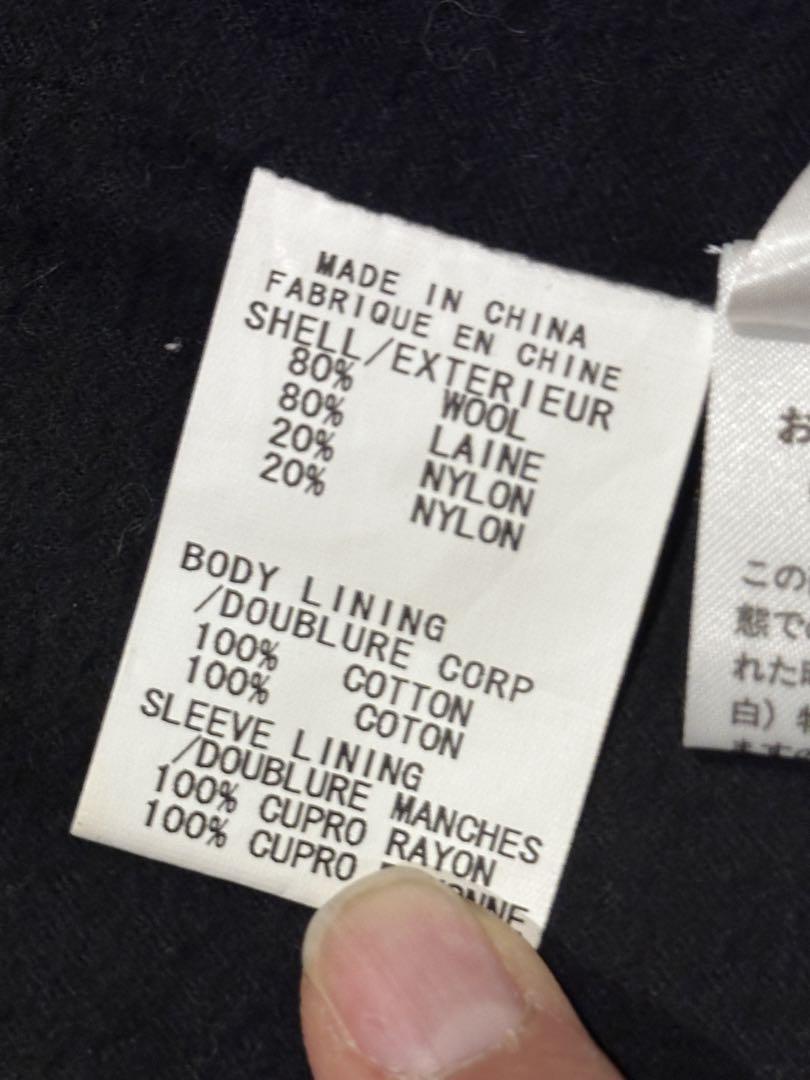 MADE IN CHINA
FABRIQUE EN CHINE
SHELL/EXTERIEUR
80% WOOL
80% LAINE
20% NYLON
20% NYLON
BODY LINING
/DOUBLURE CORP
100% COTTON
100% COTON
SLEEVE LINING
/DOUBLURE MANCHES
100% CUPRO RAYON
100% CUPRO
お
この
態で
れた
白)